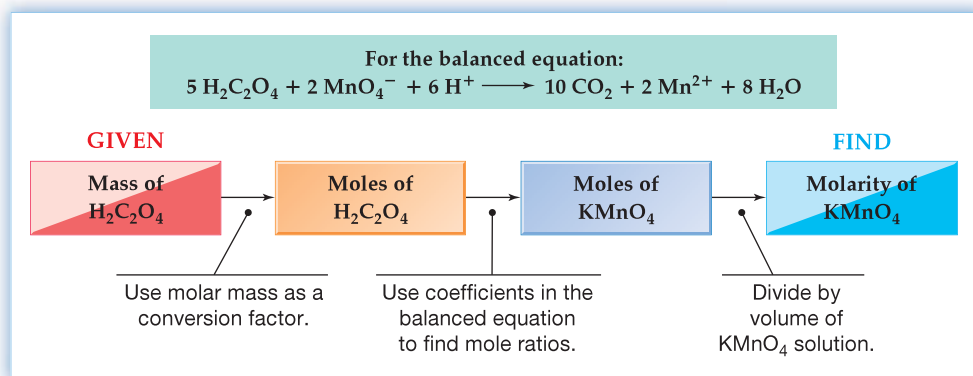 For the balanced equation:
5 H₂C₂O₄ + 2 MnO₄⁻ + 6 H⁺ ⟶ 10 CO₂ + 2 Mn²⁺ + 8 H₂O
GIVEN
FIND
Mass of
H₂C₂O₄
Moles of
H₂C₂O₄
Moles of
KMnO₄
Molarity of
KMnO₄
Use molar mass as a
conversion factor.
Use coefficients in the
balanced equation
to find mole ratios.
Divide by
volume of
KMnO₄ solution.